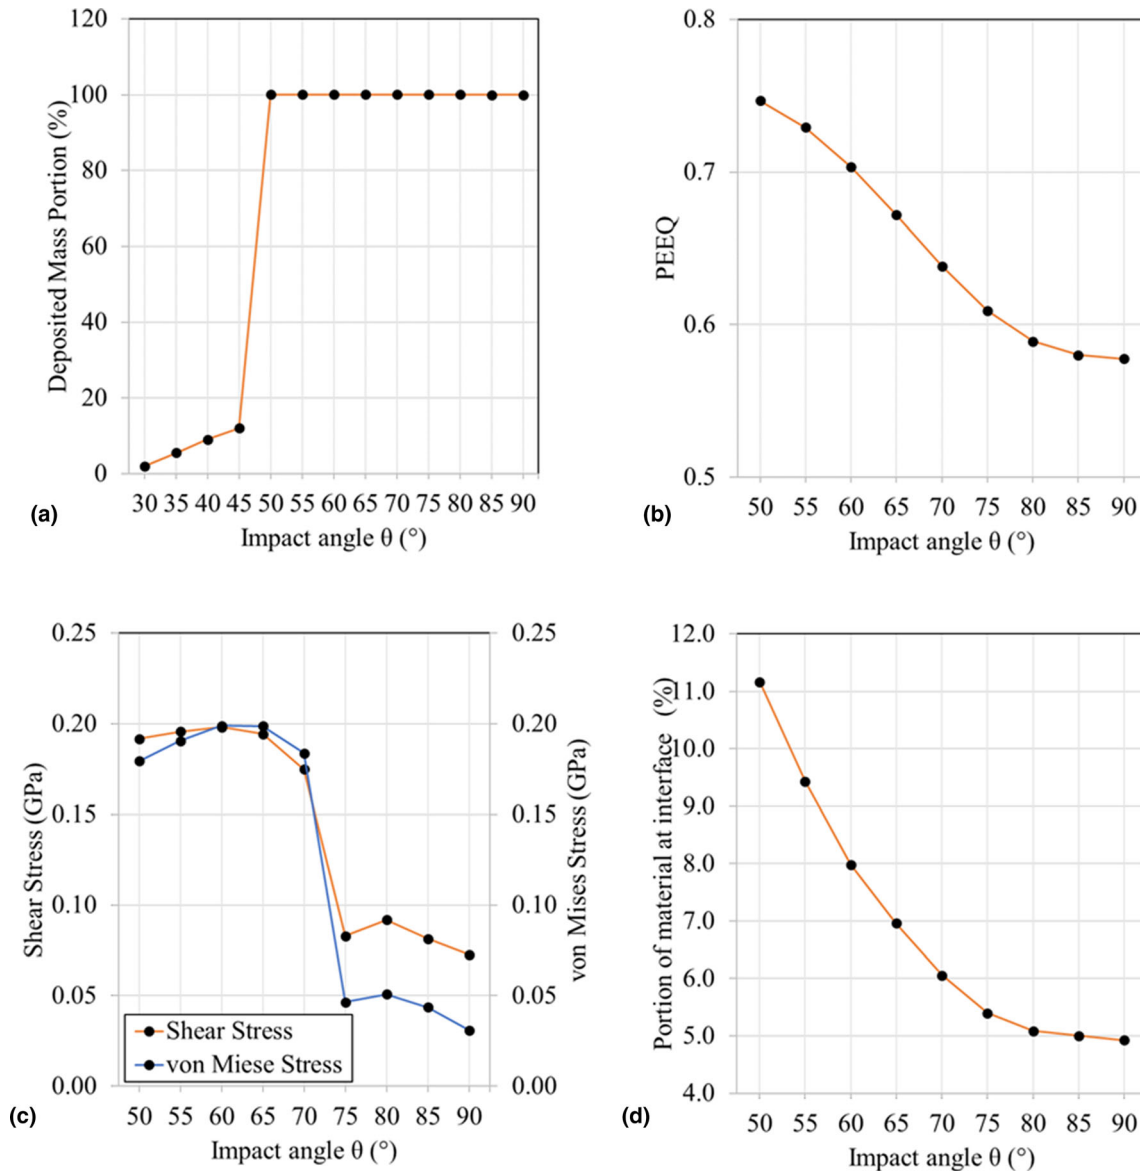 120
100
80
60
40
20
0
Deposited Mass Portion (%)
30 35 40 45 50 55 60 65 70 75 80 85 90
Impact angle θ (°)
(a)
0.8
0.7
0.6
0.5
PEEQ
50 55 60 65 70 75 80 85 90
Impact angle θ (°)
(b)
0.25
0.20
0.15
0.10
0.05
0.00
Shear Stress (GPa)
Shear Stress
von Miese Stress
0.25
0.20
0.15
0.10
0.05
0.00
von Mises Stress (GPa)
50 55 60 65 70 75 80 85 90
Impact angle θ (°)
(c)
12.0
11.0
10.0
9.0
8.0
7.0
6.0
5.0
4.0
Portion of material at interface (%)
50 55 60 65 70 75 80 85 90
Impact angle θ (°)
(d)